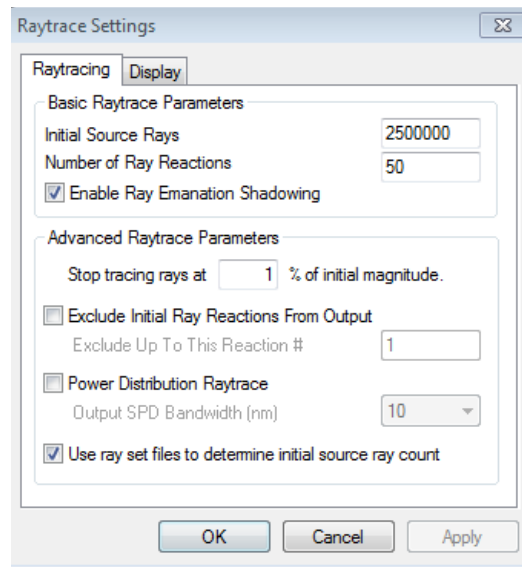 Raytrace Settings
Raytracing Display
Basic Raytrace Parameters
Initial Source Rays 2500000
Number of Ray Reactions 50
Enable Ray Emanation Shadowing
Advanced Raytrace Parameters
Stop tracing rays at 1 % of initial magnitude.
Exclude Initial Ray Reactions From Output
Exclude Up To This Reaction # 1
Power Distribution Raytrace
Output SPD Bandwidth (nm) 10
Use ray set files to determine initial source ray count
OK Cancel Apply